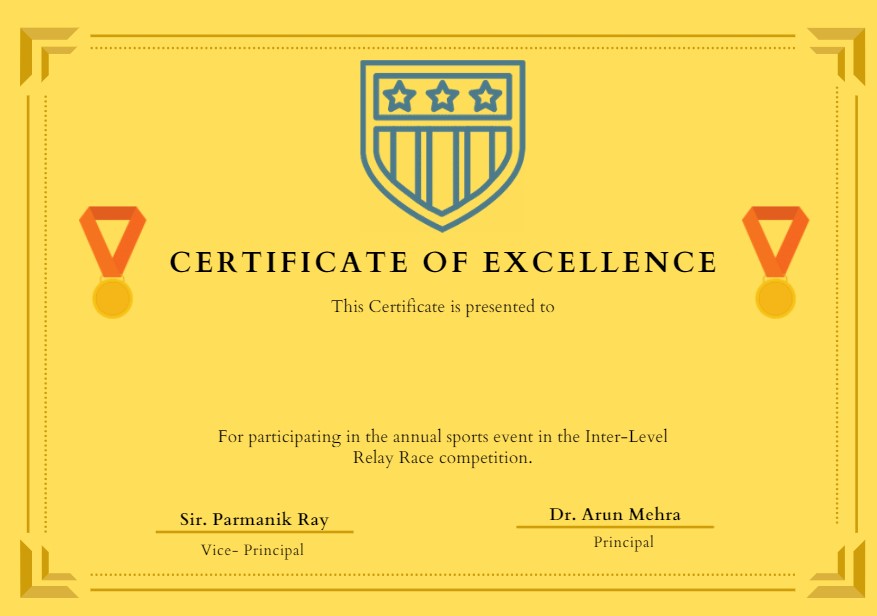 CERTIFICATE OF EXCELLENCE
This Certificate is presented to
For participating in the annual sports event in the Inter-Level
Relay Race competition.
Sir. Parmanik Ray
Vice- Principal
Dr. Arun Mehra
Principal